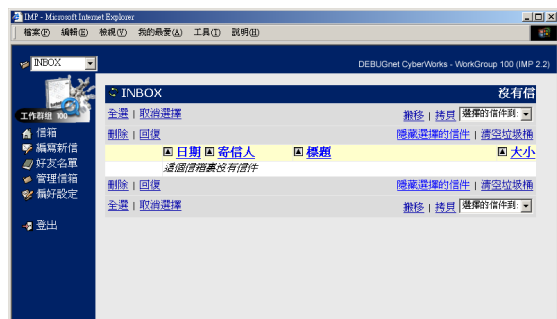 IMP - Microsoft Internet Explorer
檔案(F) 編輯(E) 檢視(V) 我的最愛(A) 工具(T) 說明(H)
INBOX
DEBUGnet CyberWorks - WorkGroup 100 (IMP 2.2)
INBOX 沒有信
工作群組 100
全選 | 取消選擇 搬移 | 拷貝 選擇的信件到:
信箱
刪除 | 回復 隱藏選擇的信件 | 清空垃圾桶
編寫新信
日期 寄信人 標題 大小
好友名單
這個信箱裏沒有信件
管理信箱
刪除 | 回復 隱藏選擇的信件 | 清空垃圾桶
偏好設定
全選 | 取消選擇 搬移 | 拷貝 選擇的信件到:
登出